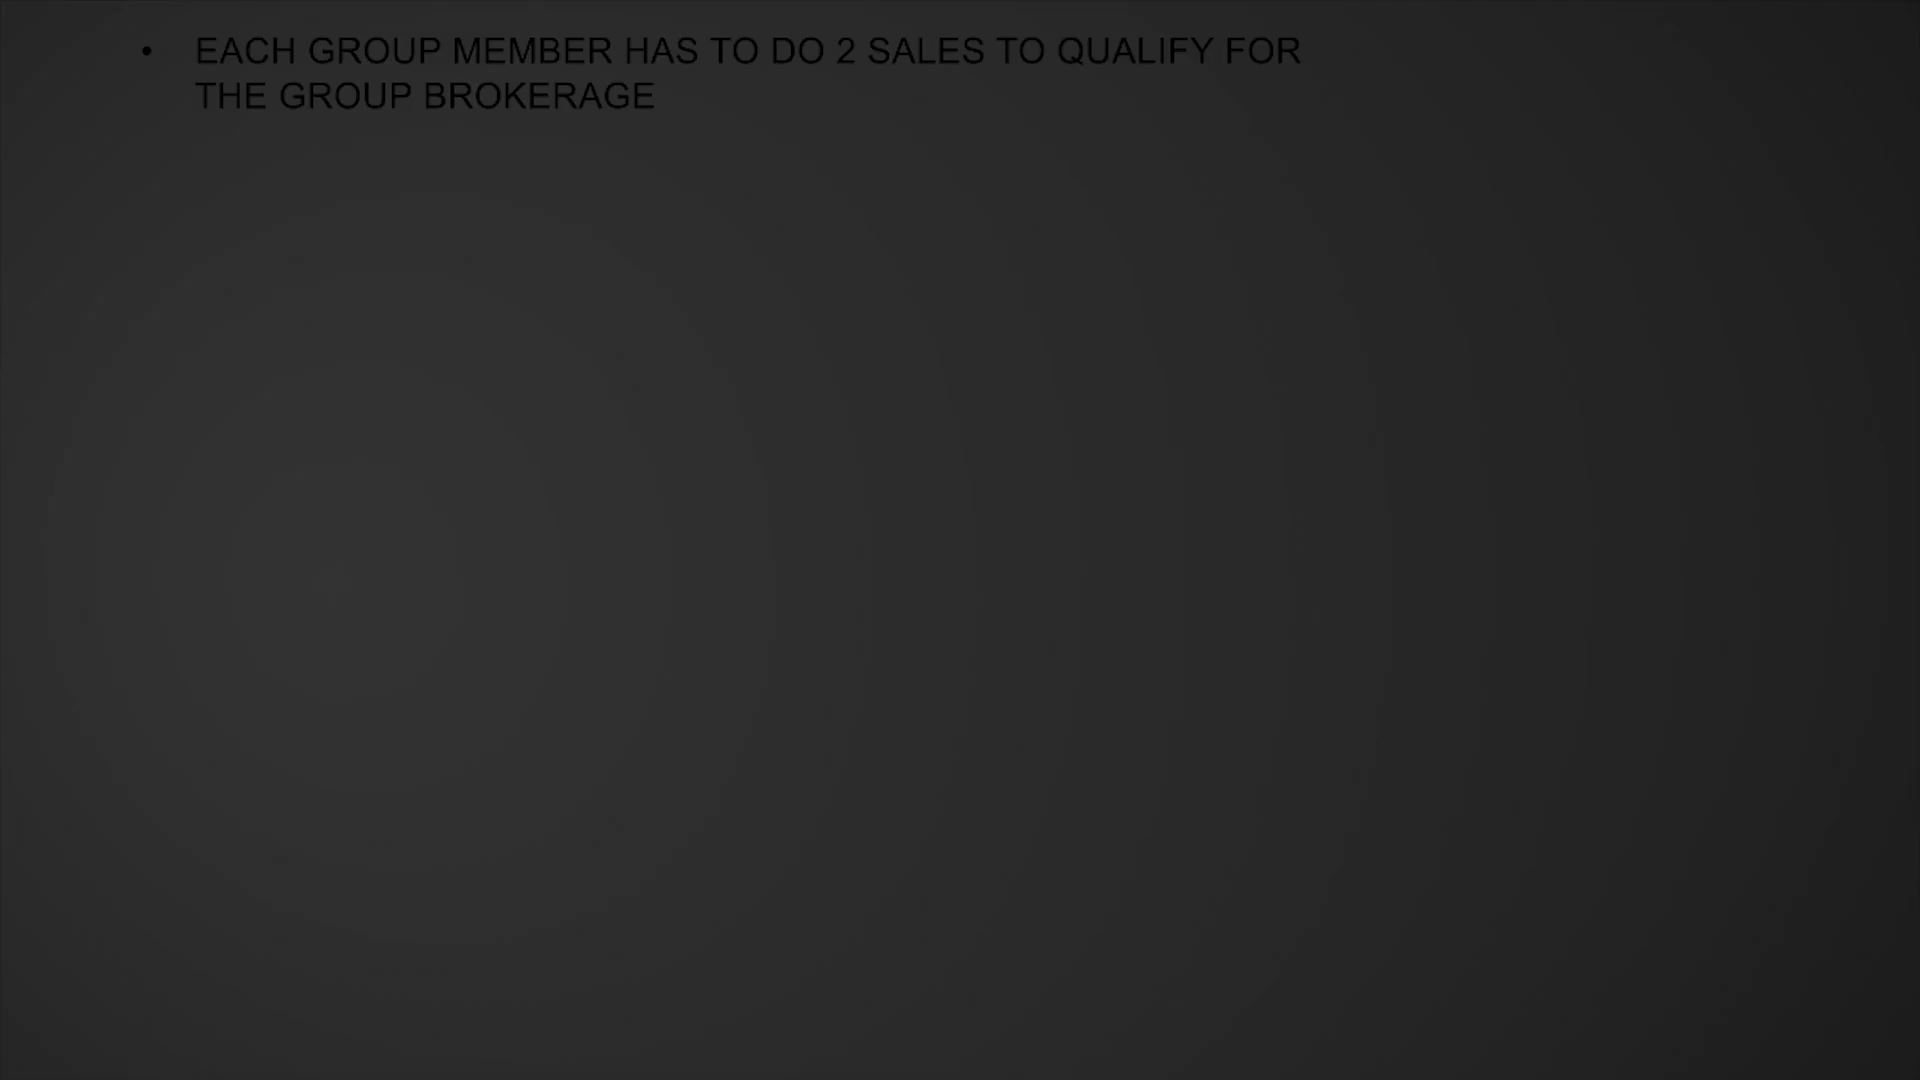 • EACH GROUP MEMBER HAS TO DO 2 SALES TO QUALIFY FOR
THE GROUP BROKERAGE